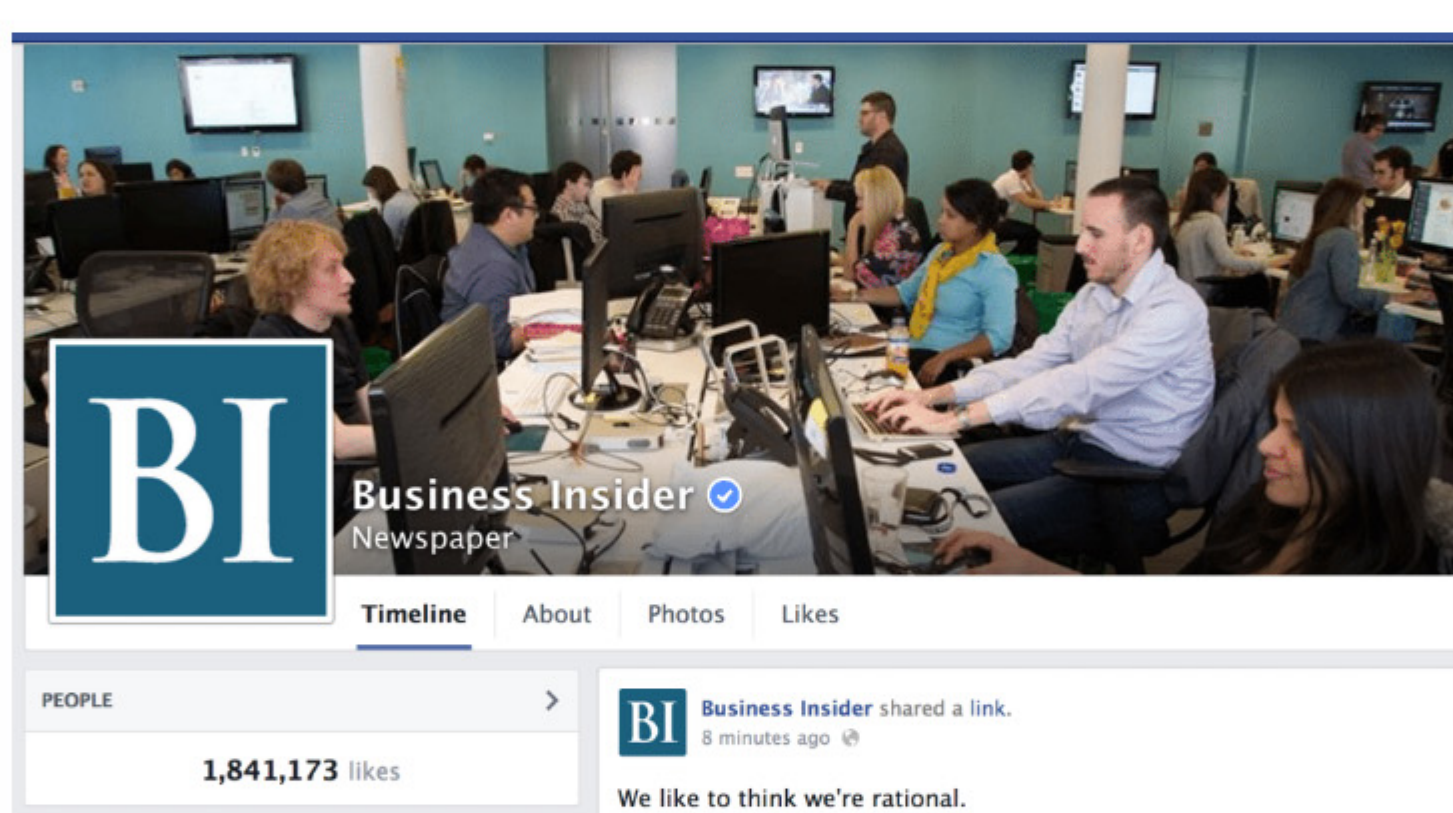 BI
Business Insider
Newspaper
Timeline About Photos Likes
PEOPLE
1,841,173 likes
BI
Business Insider shared a link.
8 minutes ago
We like to think we're rational.